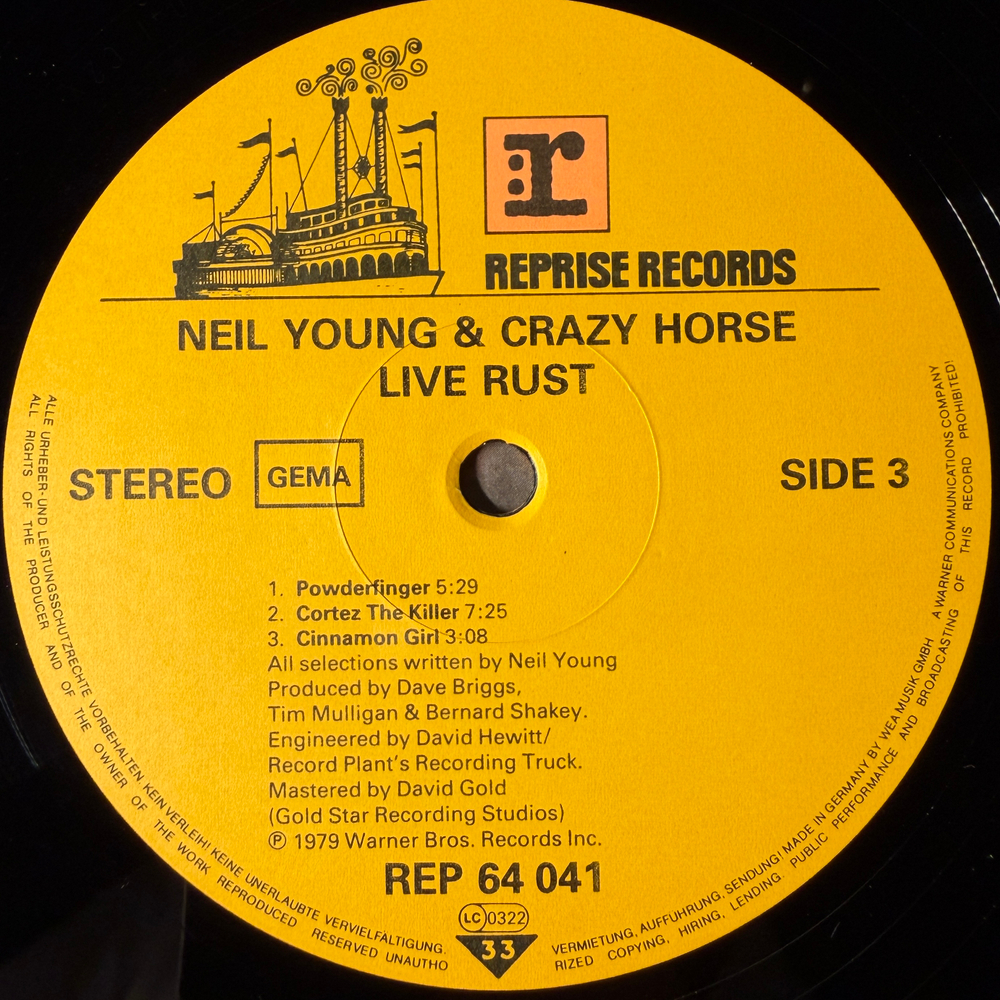 r
REPRISE RECORDS
NEIL YOUNG & CRAZY HORSE
LIVE RUST
STEREO
GEMA
SIDE 3
1. Powderfinger 5:29
2. Cortez The Killer 7:25
3. Cinnamon Girl 3:08
All selections written by Neil Young
Produced by Dave Briggs,
Tim Mulligan & Bernard Shakey.
Engineered by David Hewitt/
Record Plant's Recording Truck.
Mastered by David Gold
(Gold Star Recording Studios)
℗ 1979 Warner Bros. Records Inc.
REP 64 041
LC 0322
33
ALLE URHEBER- UND LEISTUNGSSCHUTZRECHTE VORBEHALTEN KEIN VERLEIH! KEINE UNERLAUBTE VERVIELFÄLTIGUNG, VERMIETUNG, AUFFÜHRUNG, SENDUNG! MADE IN GERMANY BY WEA MUSIK GMBH A WARNER COMMUNICATIONS COMPANY
ALL RIGHTS OF THE PRODUCER AND OF THE OWNER OF THE WORK REPRODUCED RESERVED UNAUTHORIZED COPYING, HIRING, LENDING, PUBLIC PERFORMANCE AND BROADCASTING OF THIS RECORD PROHIBITED!